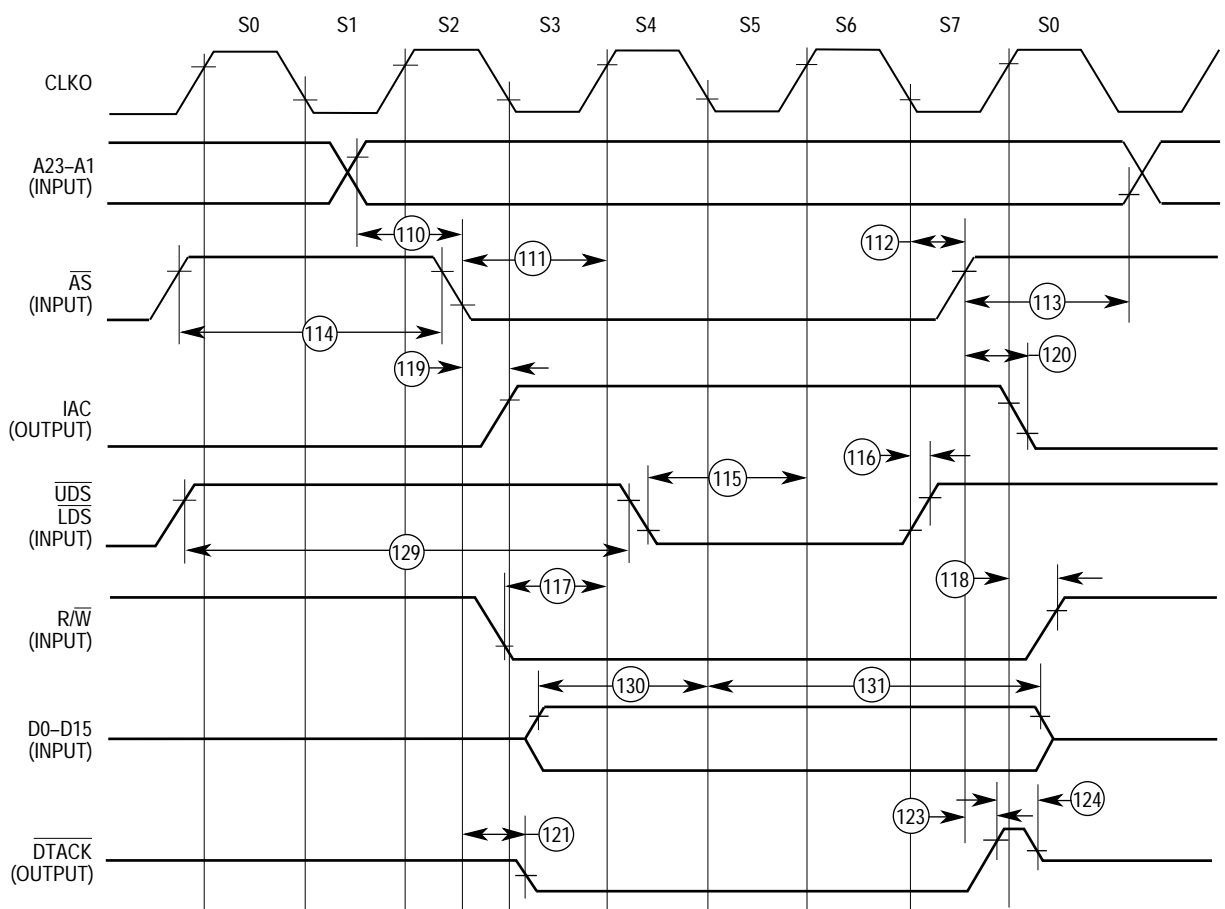 S0 S1 S2 S3 S4 S5 S6 S7 S0
CLKO
A23–A1
(INPUT)
110
111
112
AS
(INPUT)
113
114
119
120
IAC
(OUTPUT)
116
115
UDS
LDS
(INPUT)
129
117
118
R/W
(INPUT)
130
131
D0–D15
(INPUT)
124
123
121
DTACK
(OUTPUT)